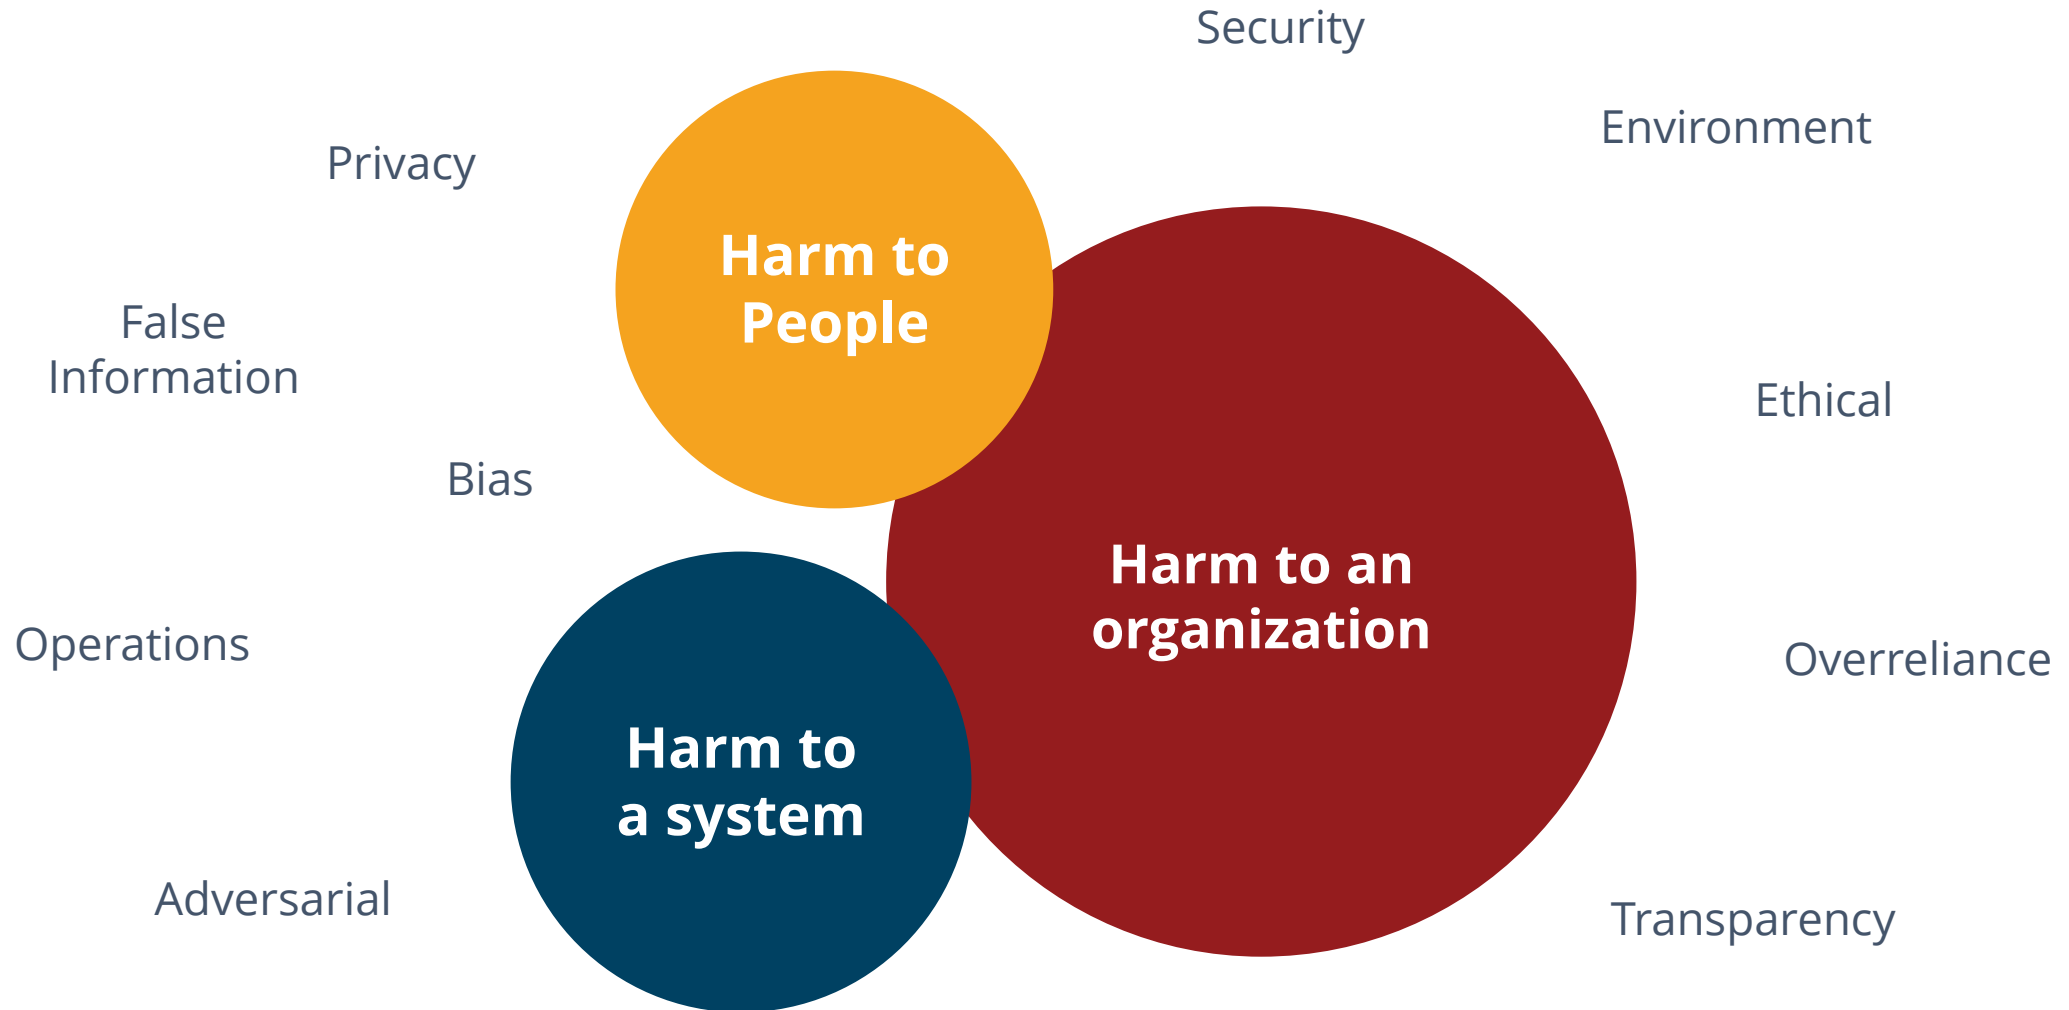 Security
Environment
Privacy
Harm to
People
False
Information
Ethical
Bias
Harm to an
organization
Operations
Overreliance
Harm to
a system
Adversarial
Transparency